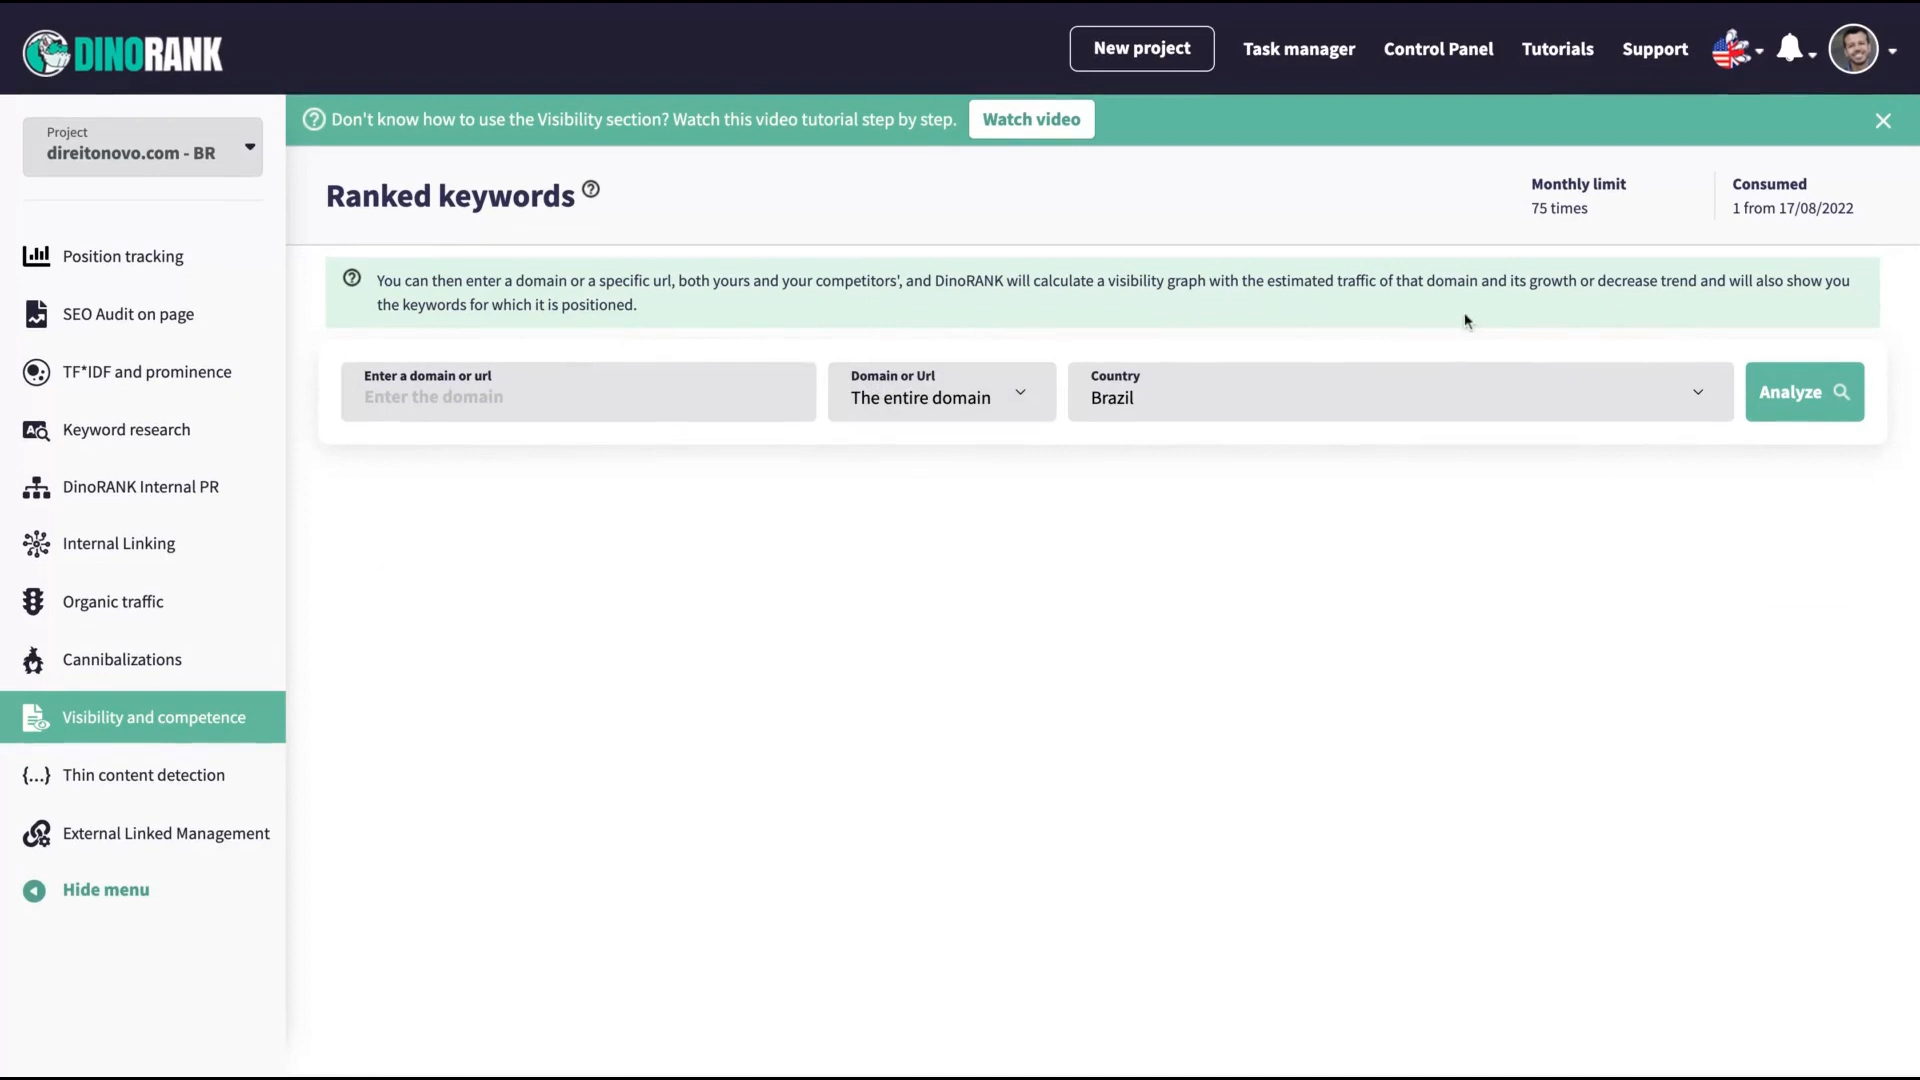 DINORANK
New project
Task manager
Control Panel
Tutorials
Support
Project
direitonovo.com - BR
Don't know how to use the Visibility section? Watch this video tutorial step by step.
Watch video
Ranked keywords
Monthly limit
75 times
Consumed
1 from 17/08/2022
You can then enter a domain or a specific url, both yours and your competitors', and DinoRANK will calculate a visibility graph with the estimated traffic of that domain and its growth or decrease trend and will also show you
the keywords for which it is positioned.
Enter a domain or url
Enter the domain
Domain or Url
The entire domain
Country
Brazil
Analyze
Position tracking
SEO Audit on page
TF*IDF and prominence
Keyword research
DinoRANK Internal PR
Internal Linking
Organic traffic
Cannibalizations
Visibility and competence
{...} Thin content detection
External Linked Management
Hide menu